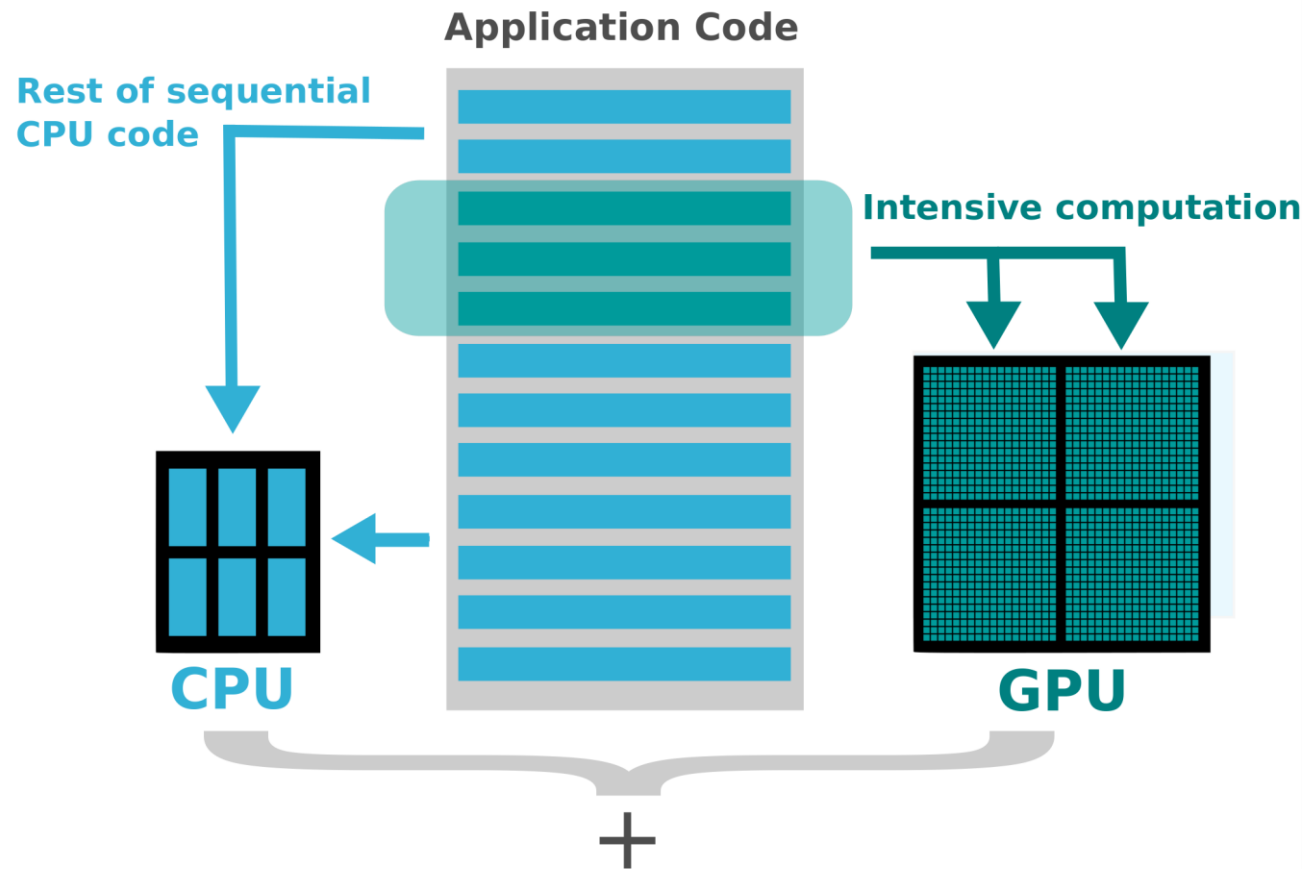 Application Code
Rest of sequential
CPU code
Intensive computation
CPU
GPU
+